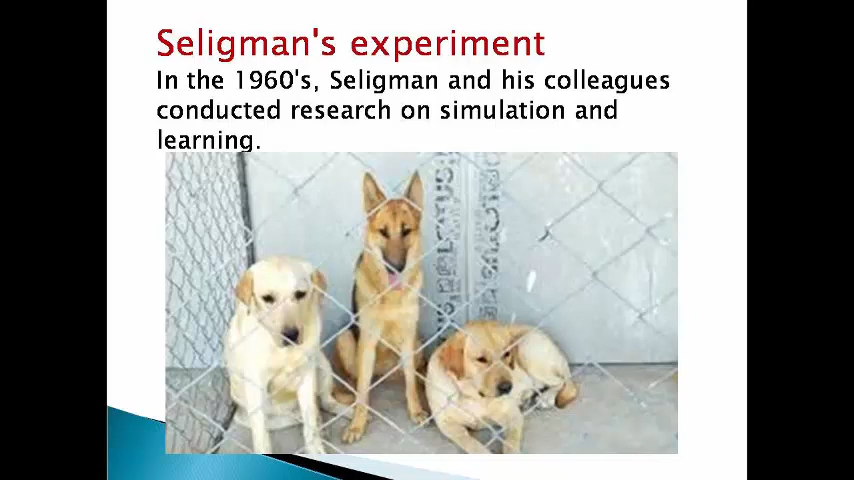 Seligman's experiment
In the 1960's, Seligman and his colleagues
conducted research on simulation and
learning.